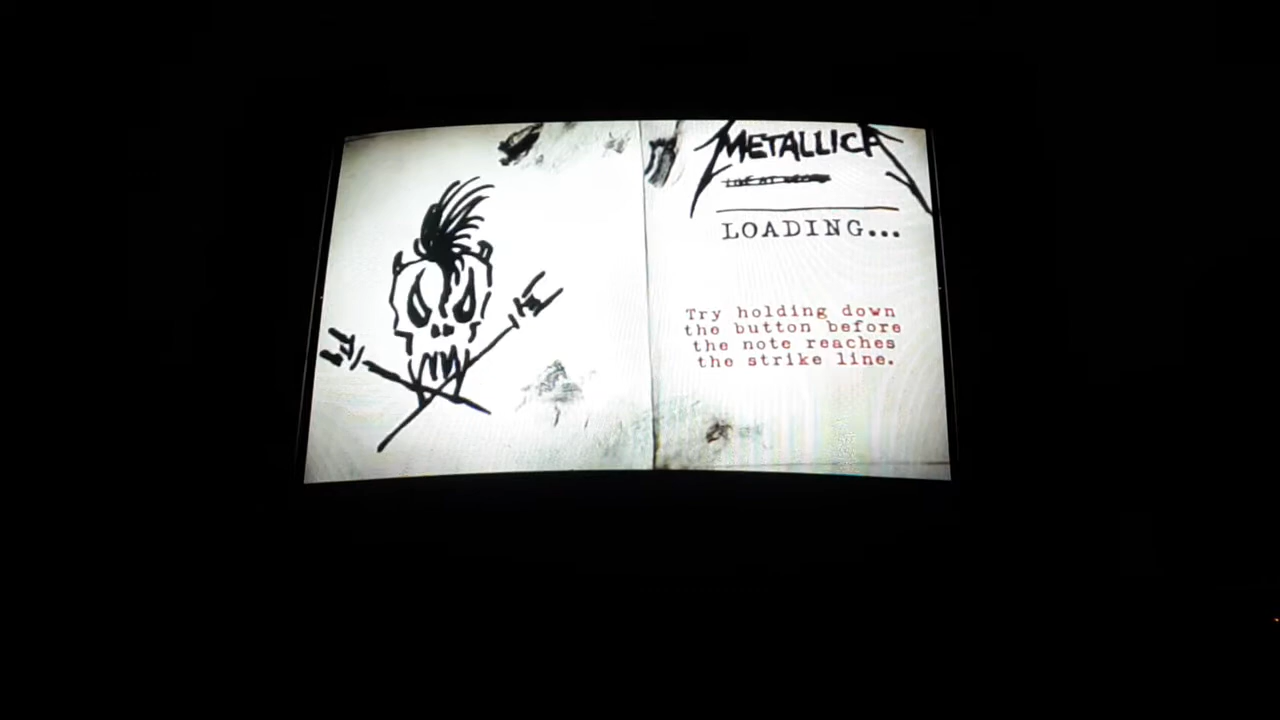 METALLICA
LOADING...
Try holding down
the button before
the note reaches
the strike line.